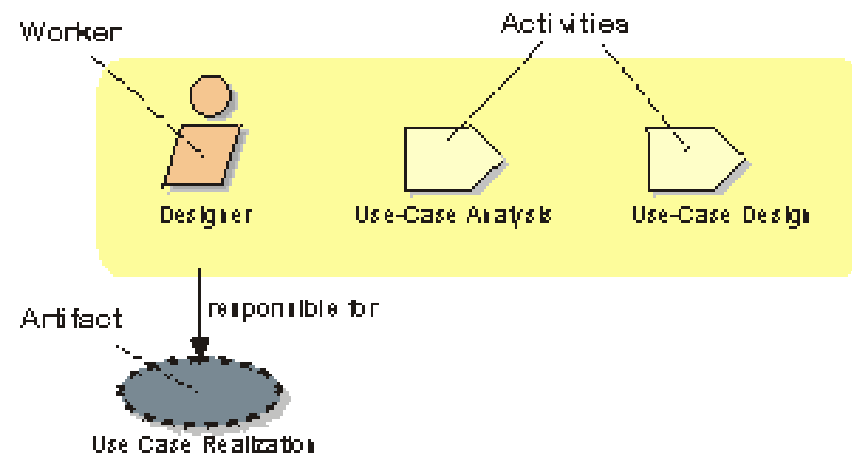 Worker
Activities
Designer
Use-Case Analysis
Use-Case Design
responsible for
Artifact
Use Case Realization